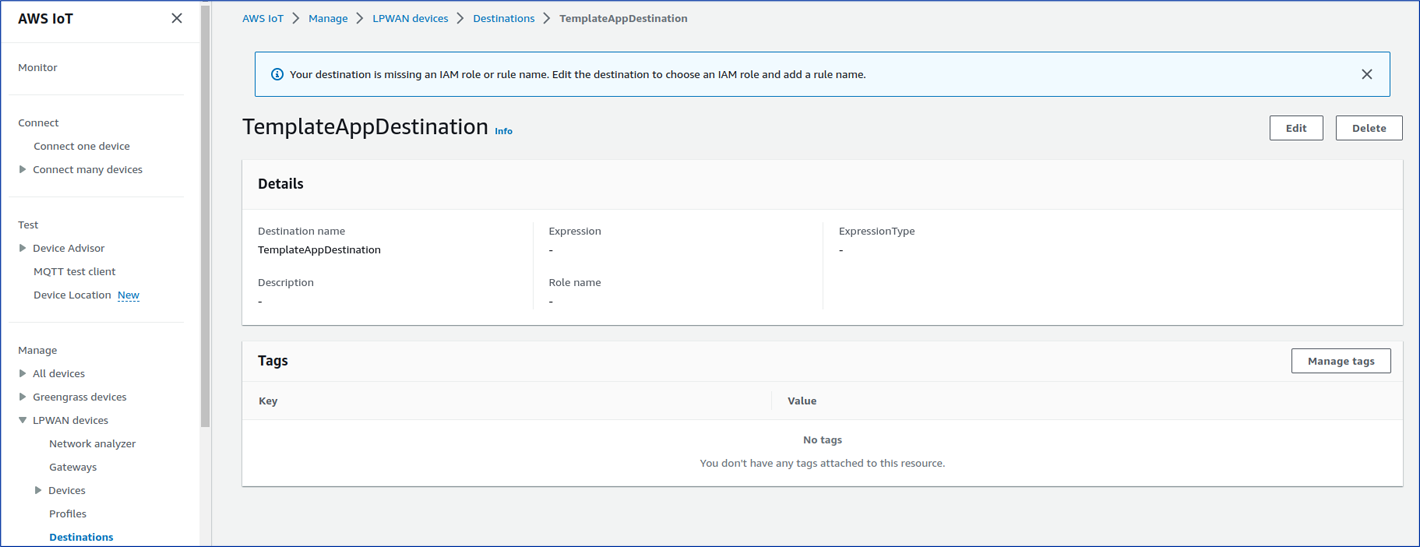 AWS IoT
Monitor
Connect
Connect one device
Connect many devices
Test
Device Advisor
MQTT test client
Device Location New
Manage
All devices
Greengrass devices
LPWAN devices
Network analyzer
Gateways
Devices
Profiles
Destinations
AWS IoT > Manage > LPWAN devices > Destinations > TemplateAppDestination
Your destination is missing an IAM role or rule name. Edit the destination to choose an IAM role and add a rule name.
TemplateAppDestination Info
Edit Delete
Details
Destination name Expression ExpressionType
TemplateAppDestination - -
Description Role name
- -
Tags Manage tags
Key Value
No tags
You don't have any tags attached to this resource.